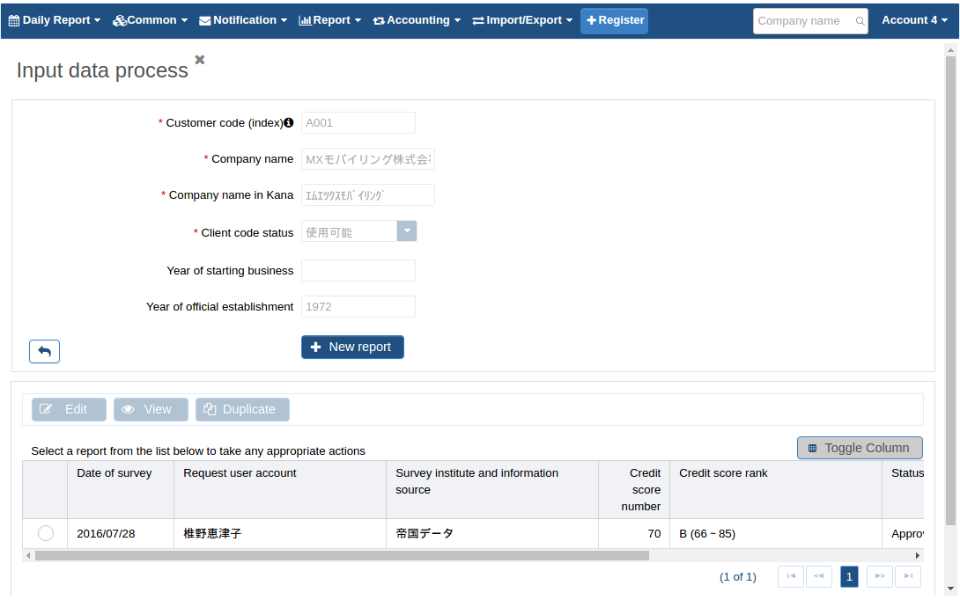 Daily Report Common Notification Report Accounting Import/Export Register Company name Account 4
Input data process
* Customer code (index) A001
* Company name MXモバイリング株式会
* Company name in Kana ｴﾑｴｯｸｽﾓﾊﾞｲﾘﾝｸﾞ
* Client code status 使用可能
Year of starting business
Year of official establishment 1972
New report
Edit View Duplicate
Select a report from the list below to take any appropriate actions
Toggle Column
Date of survey Request user account Survey institute and information source Credit score number Credit score rank Status
2016/07/28 椎野恵津子 帝国データ 70 B (66 ~ 85) Appro
(1 of 1) 1